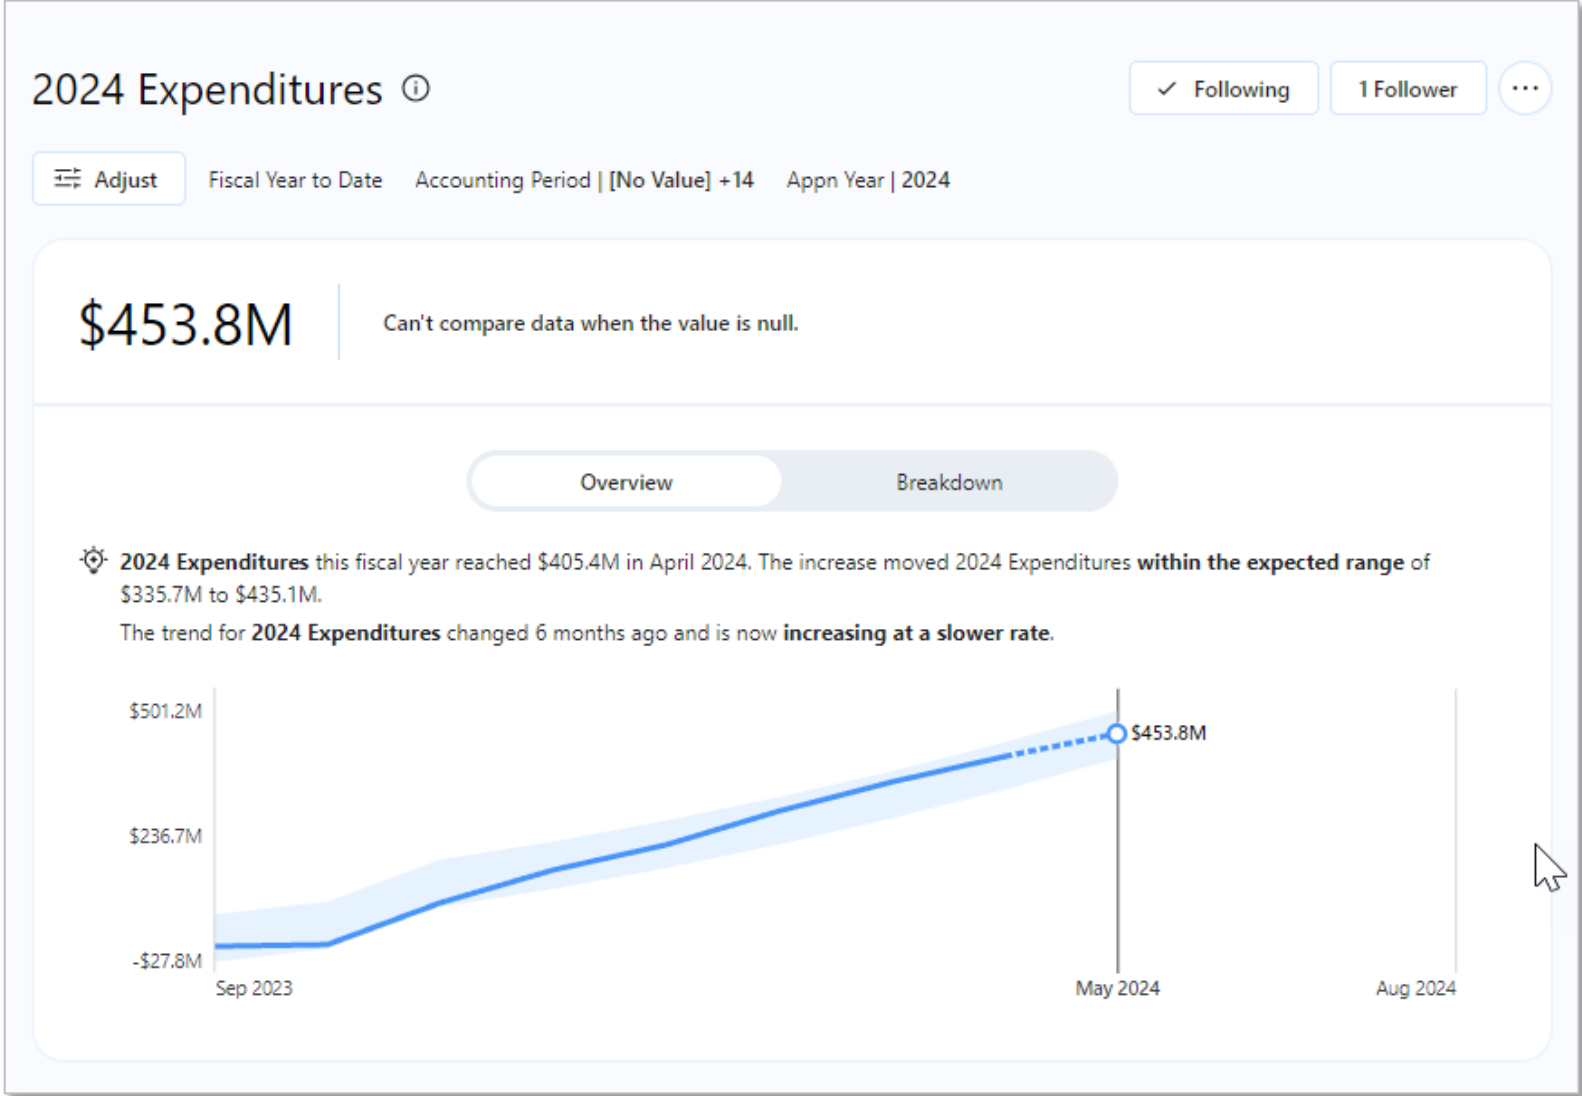 2024 Expenditures
Following
1 Follower
Adjust
Fiscal Year to Date
Accounting Period | [No Value] +14
Appn Year | 2024
$453.8M
Can't compare data when the value is null.
Overview
Breakdown
2024 Expenditures this fiscal year reached $405.4M in April 2024. The increase moved 2024 Expenditures within the expected range of
$335.7M to $435.1M.
The trend for 2024 Expenditures changed 6 months ago and is now increasing at a slower rate.
$501.2M
$453.8M
$236.7M
-$27.8M
Sep 2023
May 2024
Aug 2024